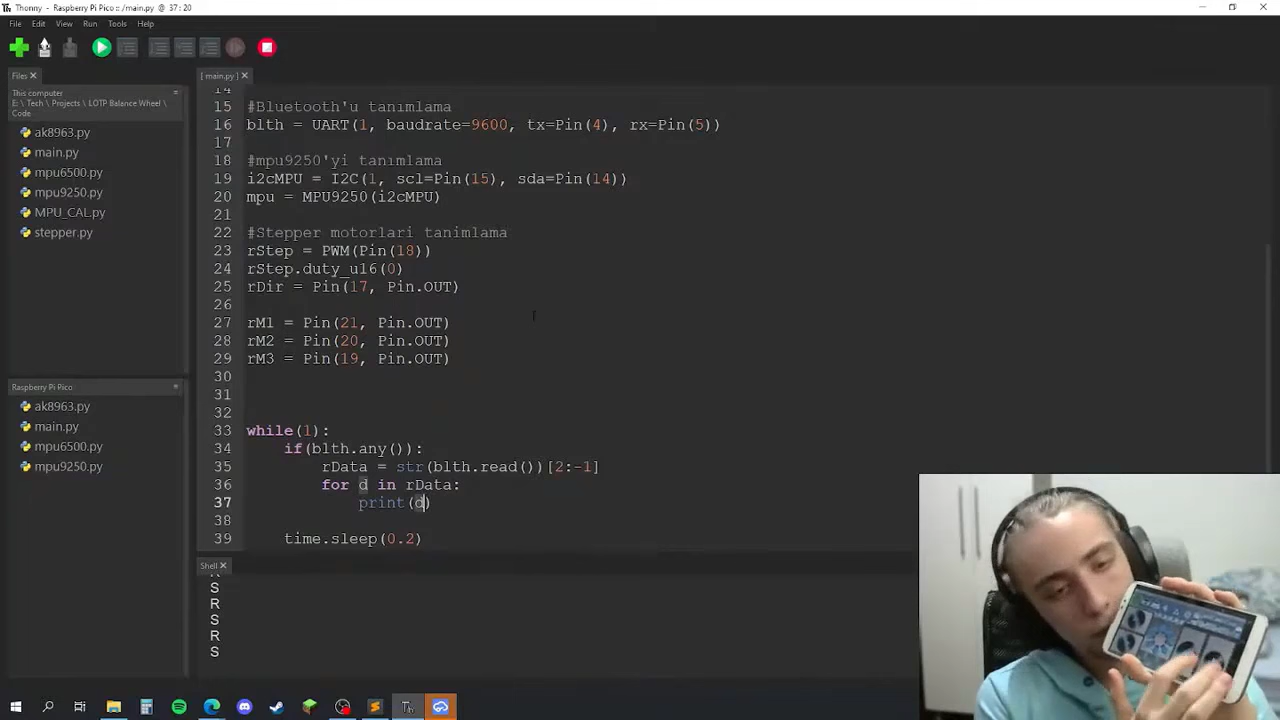 Thonny - Raspberry Pi Pico :: /main.py @ 37 : 20
File Edit View Run Tools Help
Files
[ main.py ]
This computer
E: \ Tech \ Projects \ LOTP Balance Wheel \
Code
ak8963.py
main.py
mpu6500.py
mpu9250.py
MPU_CAL.py
stepper.py
Raspberry Pi Pico
ak8963.py
main.py
mpu6500.py
mpu9250.py
14
15 #Bluetooth'u tanımlama
16 blth = UART(1, baudrate=9600, tx=Pin(4), rx=Pin(5))
17
18 #mpu9250'yi tanımlama
19 i2cMPU = I2C(1, scl=Pin(15), sda=Pin(14))
20 mpu = MPU9250(i2cMPU)
21
22 #Stepper motorlari tanimlama
23 rStep = PWM(Pin(18))
24 rStep.duty_u16(0)
25 rDir = Pin(17, Pin.OUT)
26
27 rM1 = Pin(21, Pin.OUT)
28 rM2 = Pin(20, Pin.OUT)
29 rM3 = Pin(19, Pin.OUT)
30
31
32
33 while(1):
34 if(blth.any()):
35 rData = str(blth.read())[2:-1]
36 for d in rData:
37 print(d)
38
39 time.sleep(0.2)
Shell
S
R
S
R
S